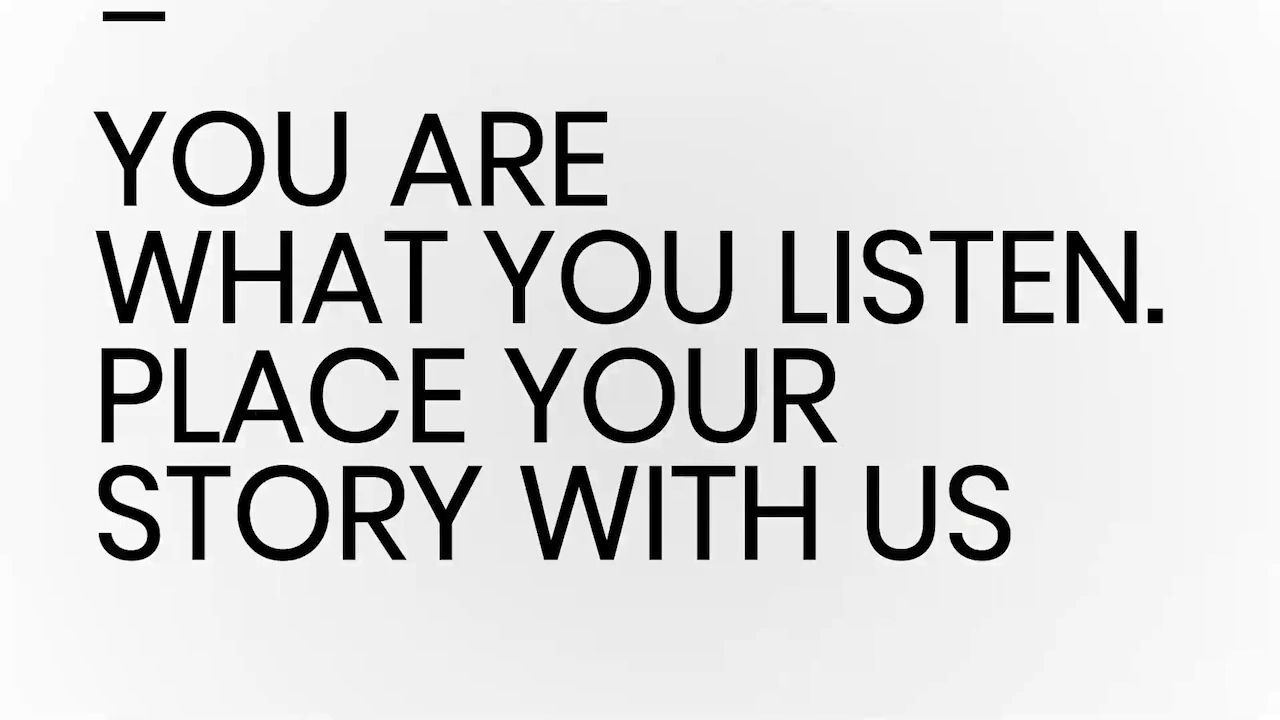 YOU ARE
WHAT YOU LISTEN.
PLACE YOUR
STORY WITH US